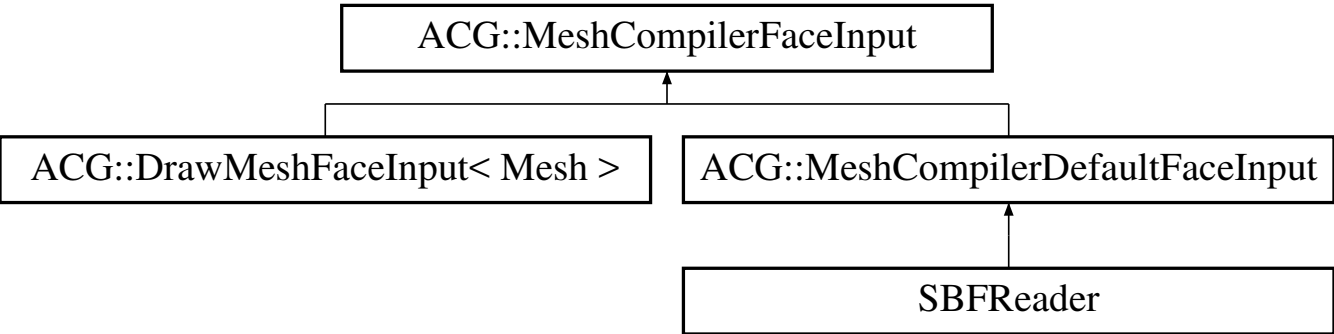 ACG::MeshCompilerFaceInput
ACG::DrawMeshFaceInput< Mesh >
ACG::MeshCompilerDefaultFaceInput
SBFReader